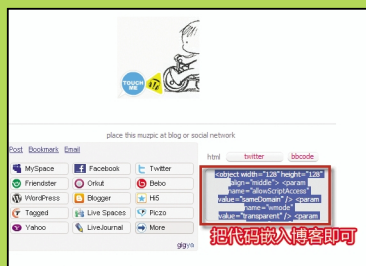 TOUCH
ME
place this muzpic at blog or social network
Post Bookmark Email
html twitter bbcode
MySpace Facebook Twitter
Friendster Orkut Bebo
WordPress Blogger Hi5
Tagged Live Spaces Piczo
Yahoo LiveJournal More
gigya
<object width="128" height="128"
align="middle"> <param
name="allowScriptAccess"
value="sameDomain" /> <param
name="wmode"
value="transparent" /> <param
把代码嵌入博客即可